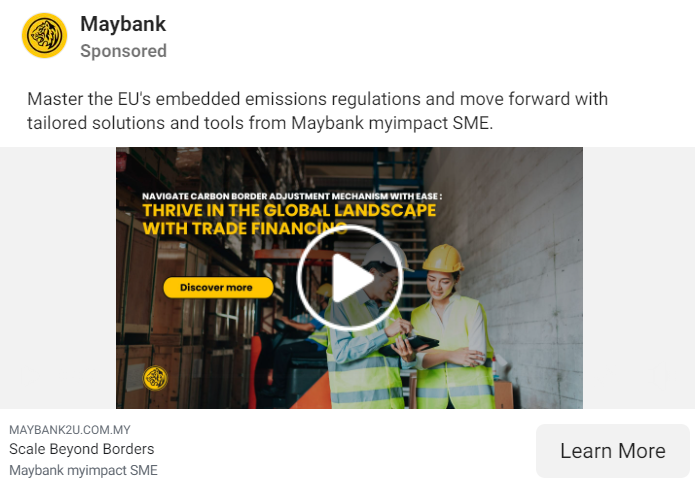 Maybank
Sponsored
Master the EU's embedded emissions regulations and move forward with
tailored solutions and tools from Maybank myimpact SME.
NAVIGATE CARBON BORDER ADJUSTMENT MECHANISM WITH EASE :
THRIVE IN THE GLOBAL LANDSCAPE
WITH TRADE FINANCING
Discover more
MAYBANK2U.COM.MY
Scale Beyond Borders
Maybank myimpact SME
Learn More